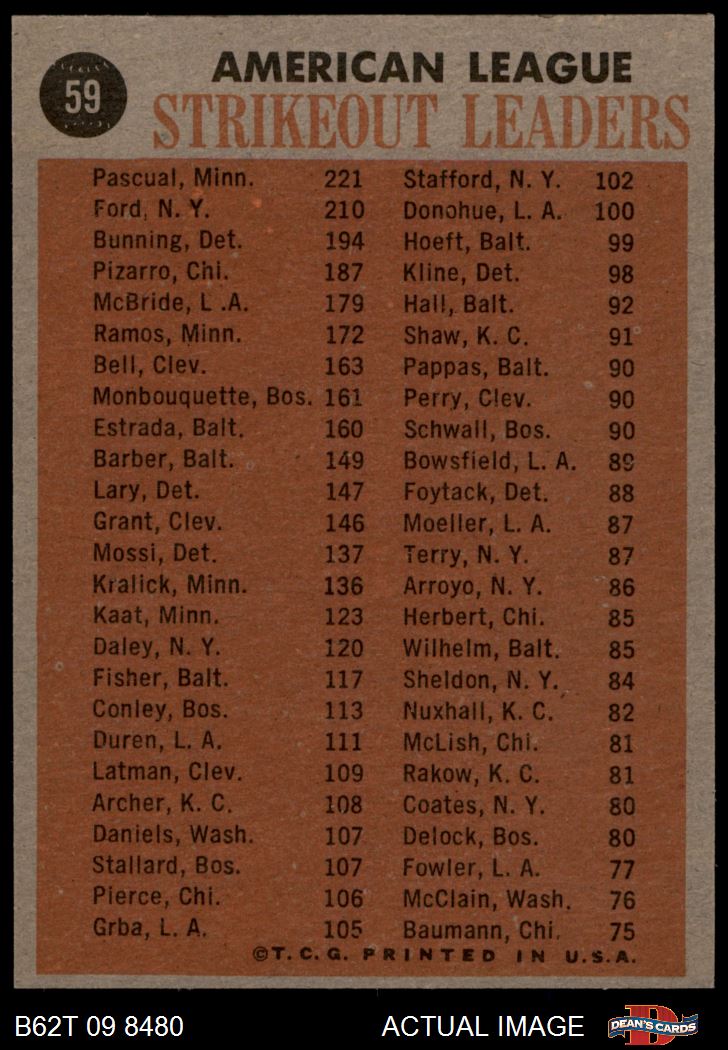 59
AMERICAN LEAGUE
STRIKEOUT LEADERS
Pascual, Minn. 221
Ford, N. Y. 210
Bunning, Det. 194
Pizarro, Chi. 187
McBride, L .A. 179
Ramos, Minn. 172
Bell, Clev. 163
Monbouquette, Bos. 161
Estrada, Balt. 160
Barber, Balt. 149
Lary, Det. 147
Grant, Clev. 146
Mossi, Det. 137
Kralick, Minn. 136
Kaat, Minn. 123
Daley, N. Y. 120
Fisher, Balt. 117
Conley, Bos. 113
Duren, L. A. 111
Latman, Clev. 109
Archer, K. C. 108
Daniels, Wash. 107
Stallard, Bos. 107
Pierce, Chi. 106
Grba, L. A. 105
Stafford, N. Y. 102
Donohue, L. A. 100
Hoeft, Balt. 99
Kline, Det. 98
Hall, Balt. 92
Shaw, K. C. 91
Pappas, Balt. 90
Perry, Clev. 90
Schwall, Bos. 90
Bowsfield, L. A. 89
Foytack, Det. 88
Moeller, L. A. 87
Terry, N. Y. 87
Arroyo, N. Y. 86
Herbert, Chi. 85
Wilhelm, Balt. 85
Sheldon, N. Y. 84
Nuxhall, K. C. 82
McLish, Chi. 81
Rakow, K. C. 81
Coates, N. Y. 80
Delock, Bos. 80
Fowler, L. A. 77
McClain, Wash. 76
Baumann, Chi. 75
©T. C. G. PRINTED IN U.S.A.
B62T 09 8480 ACTUAL IMAGE
DEAN'S CARDS